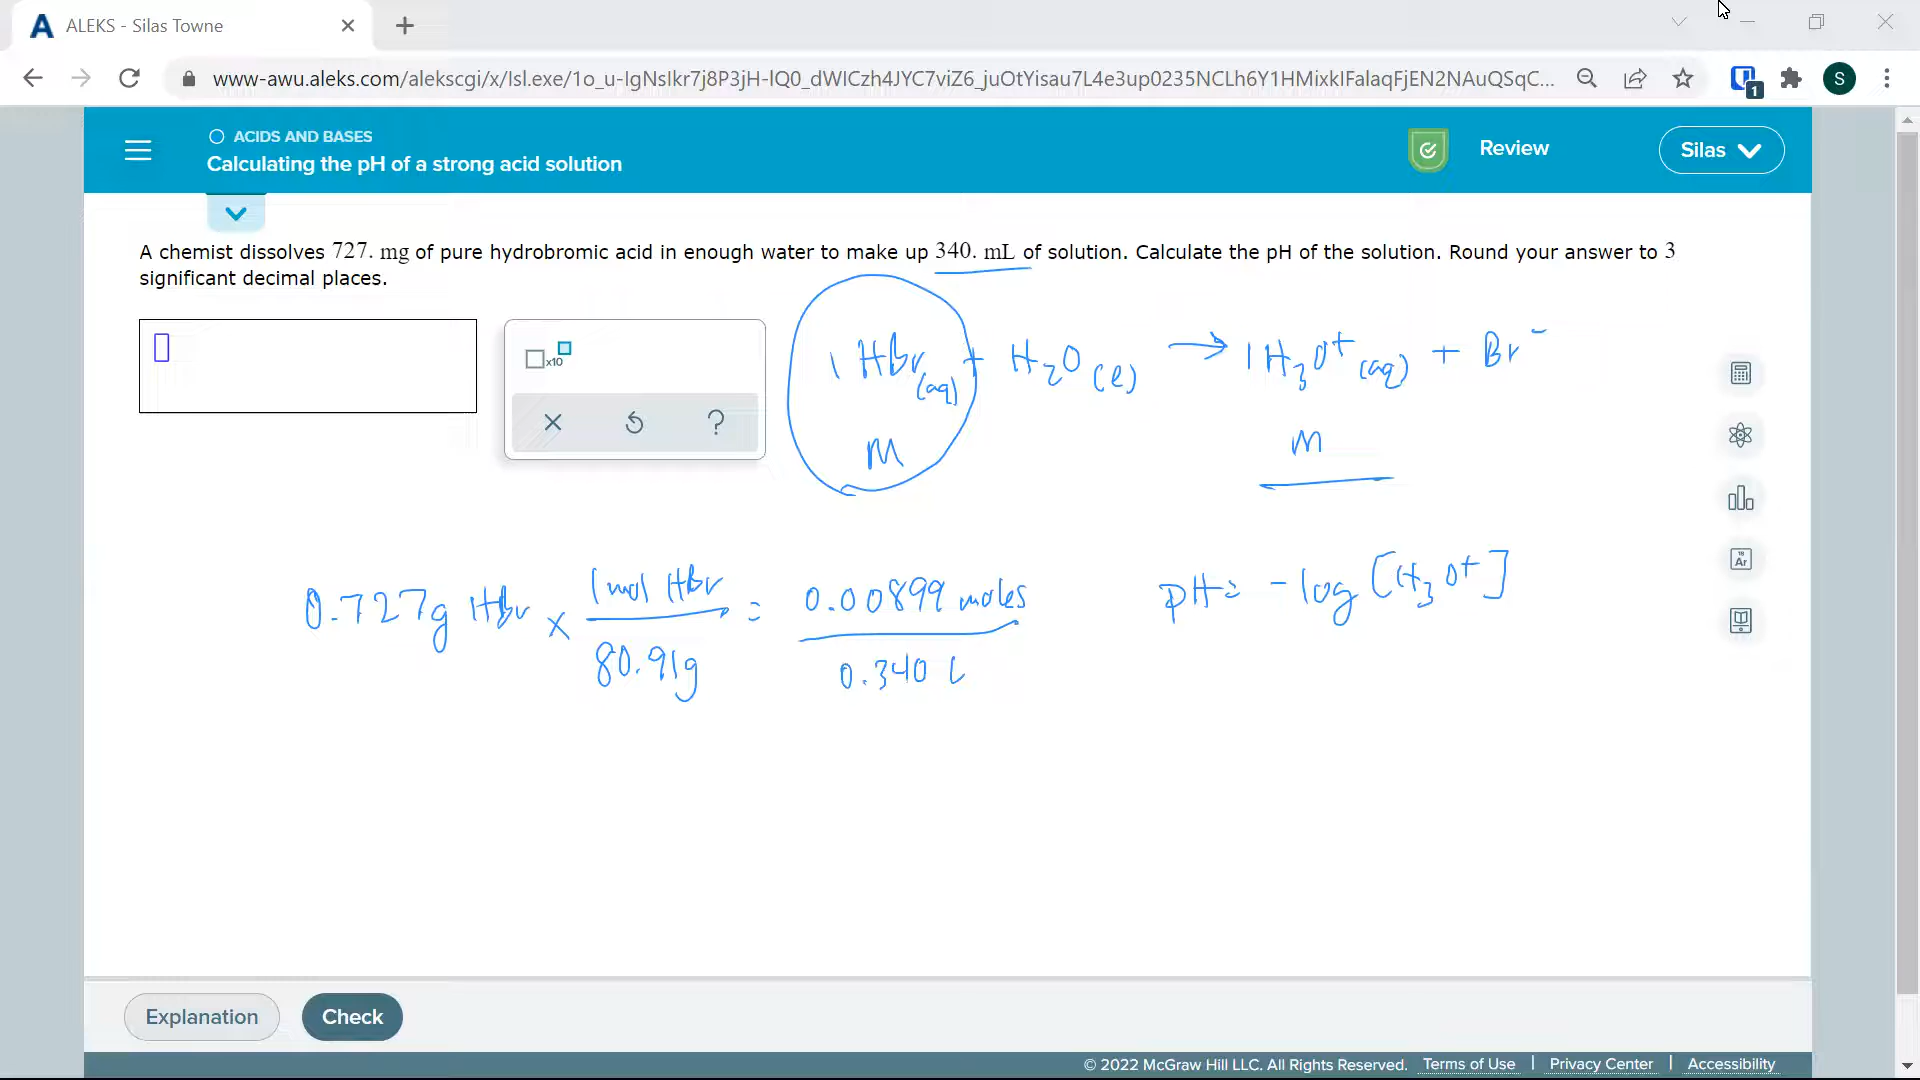 ALEKS - Silas Towne
www-awu.aleks.com/alekscgi/x/Isl.exe/1o_u-IgNsIkr7j8P3jH-lQ0_dWICzh4JYC7viZ6_juOtYisau7L4e3up0235NCLh6Y1HMixkIFalaqFjEN2NAuQSqC...
1
S
ACIDS AND BASES
Calculating the pH of a strong acid solution
Review
Silas
A chemist dissolves 727. mg of pure hydrobromic acid in enough water to make up 340. mL of solution. Calculate the pH of the solution. Round your answer to 3
significant decimal places.
x10
?
1 HBr(aq) + H₂O(l) → 1 H₃O⁺(aq) + Br⁻
M M
0.727g HBr x 1 mol HBr / 80.91g = 0.00899 moles / 0.340 L
pH = -log [H₃O⁺]
18
Ar
Explanation
Check
© 2022 McGraw Hill LLC. All Rights Reserved. Terms of Use | Privacy Center | Accessibility